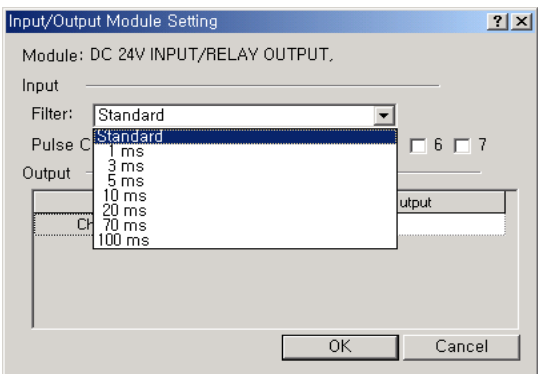 Input/Output Module Setting
Module: DC 24V INPUT/RELAY OUTPUT,
Input
Filter: Standard
Standard
1 ms
Pulse C 6 7
3 ms
5 ms
Output
10 ms
20 ms
utput
70 ms
Ch
100 ms
OK Cancel